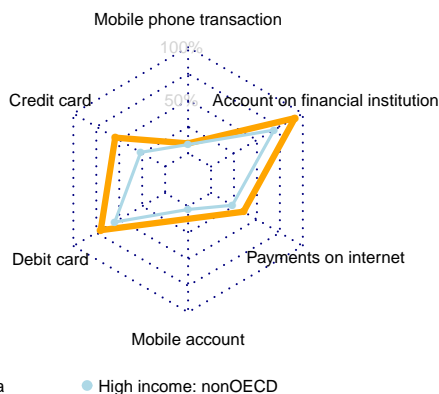 Mobile phone transaction
100%
Credit card
50%
Account on financial institution
Debit card
Payments on internet
Mobile account
a
High income: nonOECD